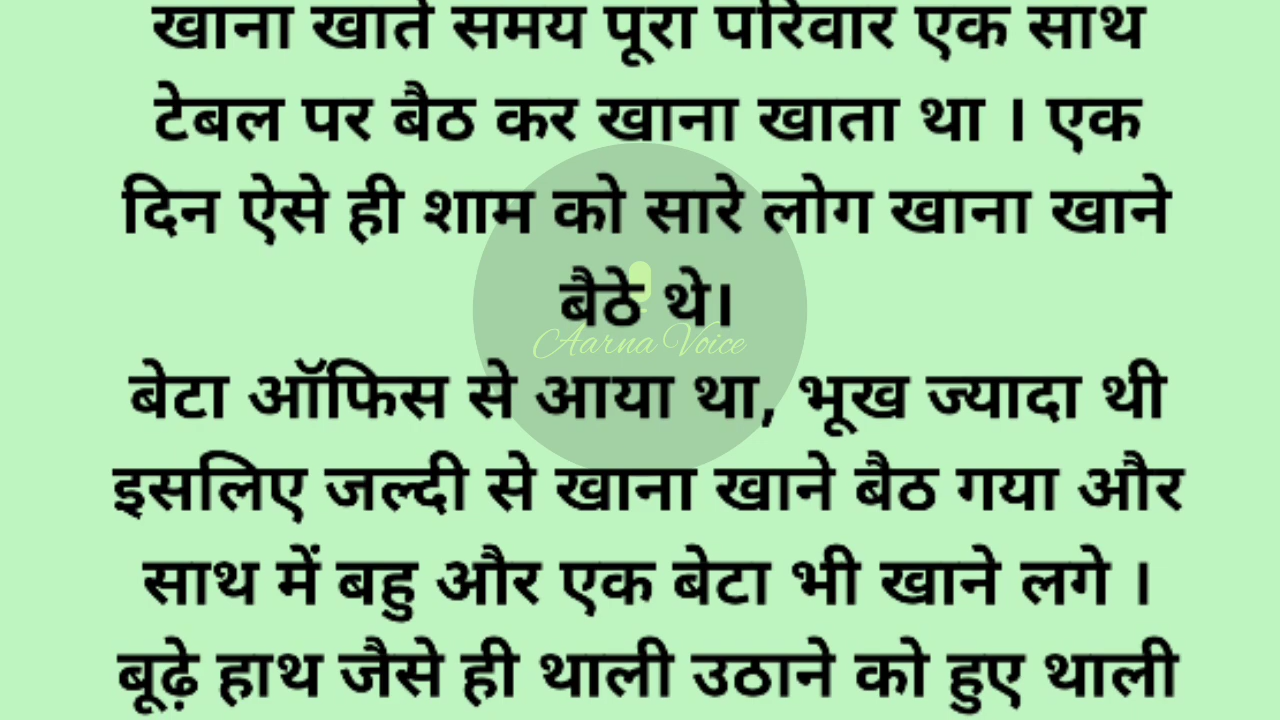 खाना खाते समय पूरा परिवार एक साथ
टेबल पर बैठ कर खाना खाता था । एक
दिन ऐसे ही शाम को सारे लोग खाना खाने
बैठे थे।
Aarna Voice
बेटा ऑफिस से आया था, भूख ज्यादा थी
इसलिए जल्दी से खाना खाने बैठ गया और
साथ में बहु और एक बेटा भी खाने लगे ।
बूढ़े हाथ जैसे ही थाली उठाने को हुए थाली